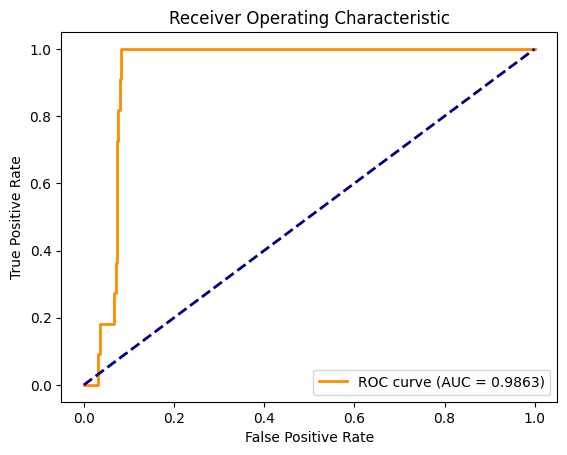 Receiver Operating Characteristic
True Positive Rate
1.0
0.8
0.6
0.4
0.2
0.0
ROC curve (AUC = 0.9863)
0.0 0.2 0.4 0.6 0.8 1.0
False Positive Rate